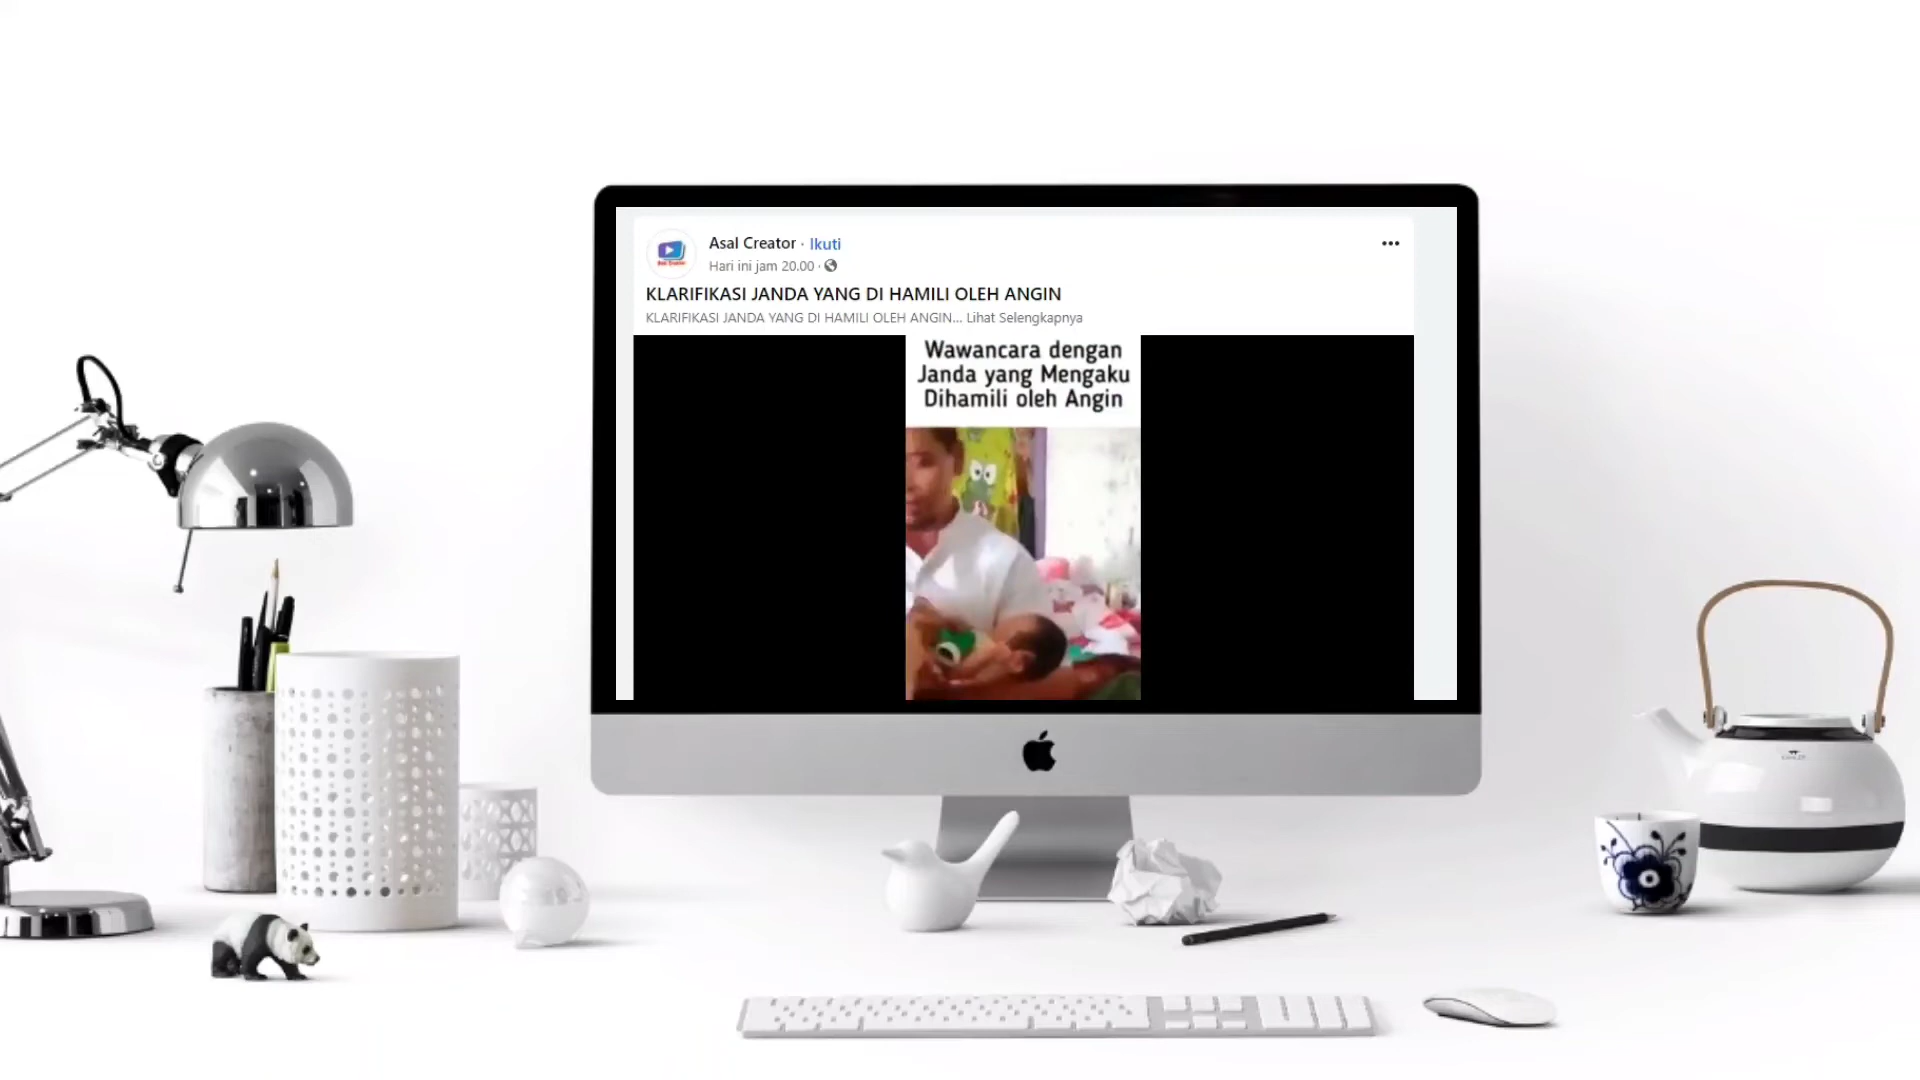 Asal Creator · Ikuti
Hari ini jam 20.00 ·
KLARIFIKASI JANDA YANG DI HAMILI OLEH ANGIN
KLARIFIKASI JANDA YANG DI HAMILI OLEH ANGIN... Lihat Selengkapnya
Wawancara dengan
Janda yang Mengaku
Dihamili oleh Angin